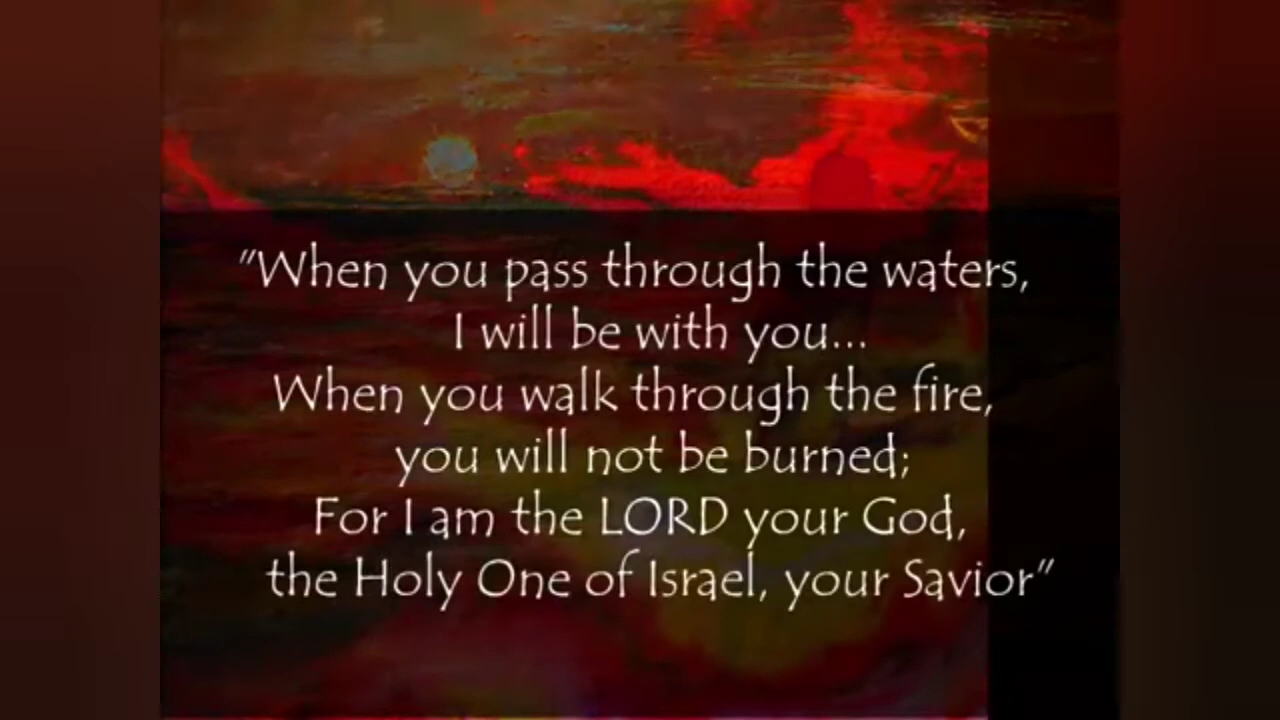 "When you pass through the waters,
I will be with you...
When you walk through the fire,
you will not be burned;
For I am the LORD your God,
the Holy One of Israel, your Savior"